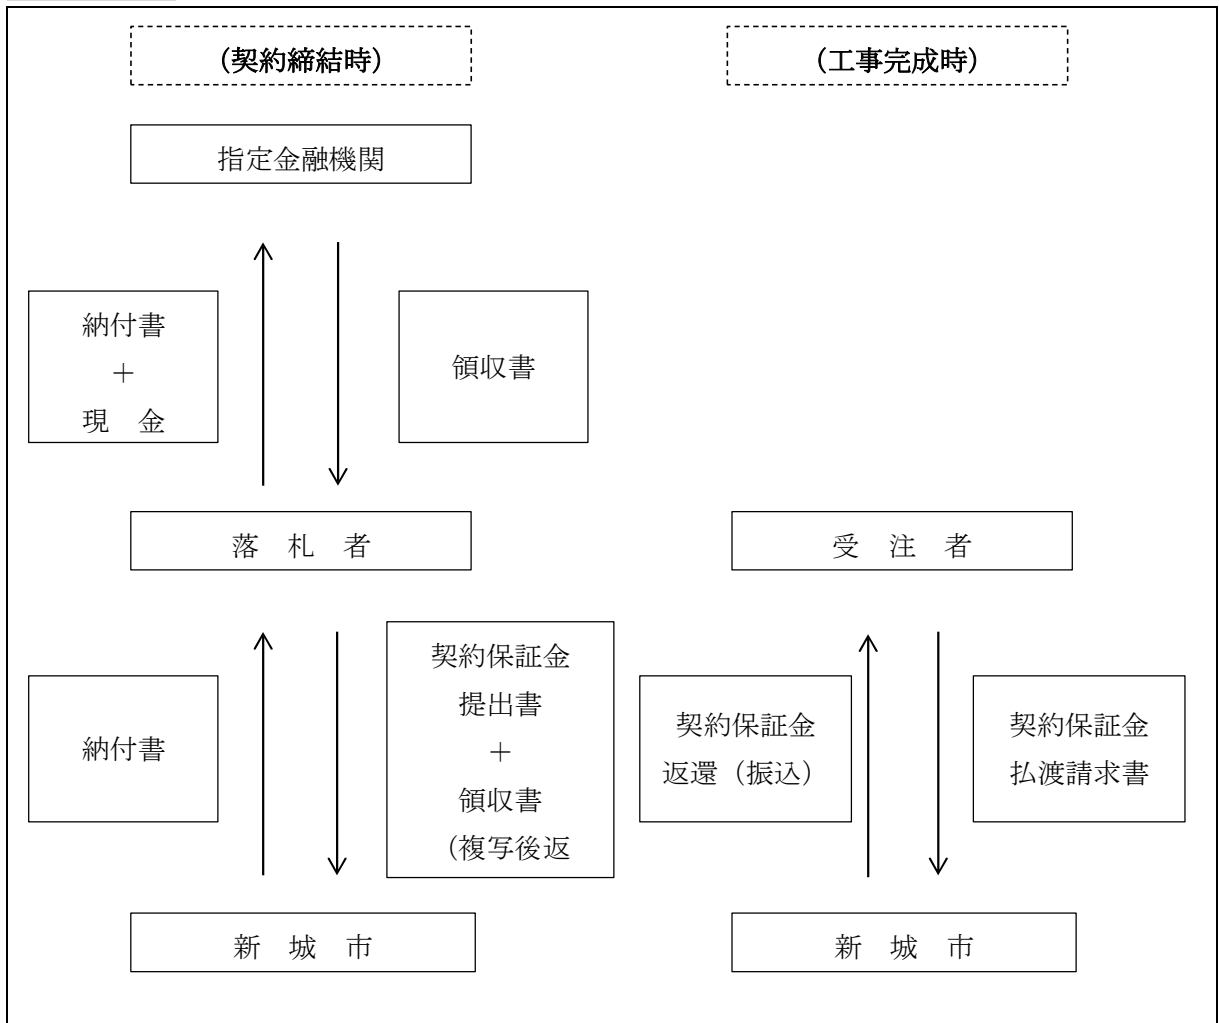 （契約締結時）
（工事完成時）
指定金融機関
納付書
＋
現　金
領収書
落　札　者
受　注　者
納付書
契約保証金
提出書
＋
領収書
（複写後返
契約保証金
返還（振込）
契約保証金
払渡請求書
新　城　市
新　城　市